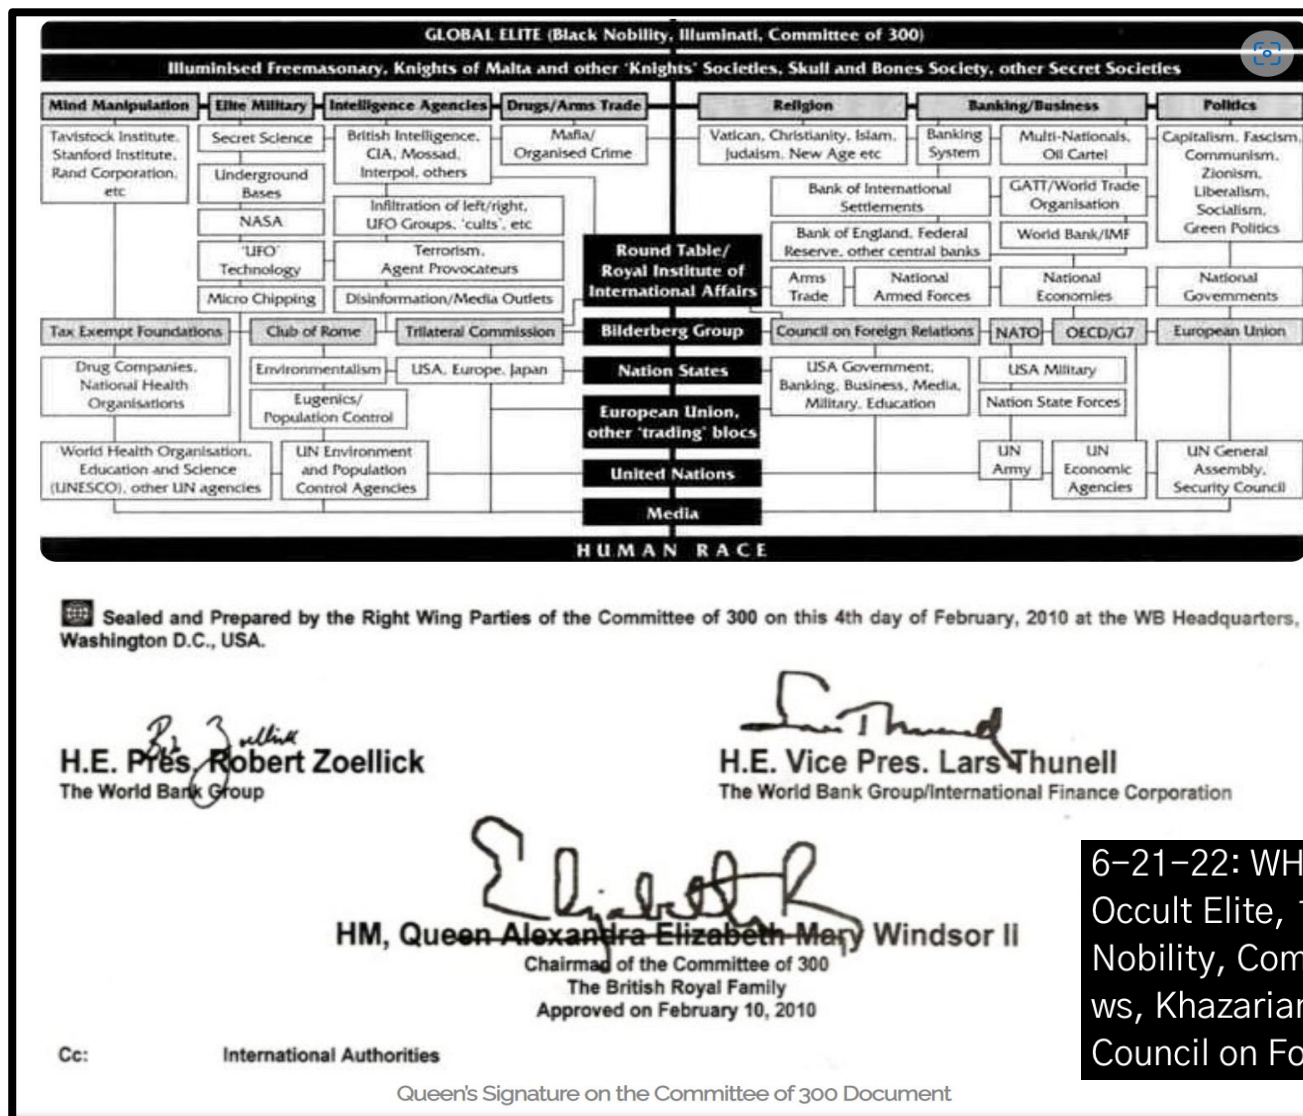 GLOBAL ELITE (Black Nobility, Illuminati, Committee of 300)
Illuminised Freemasonary, Knights of Malta and other 'Knights' Societies, Skull and Bones Society, other Secret Societies
Mind Manipulation
Elite Military
Intelligence Agencies
Drugs/Arms Trade
Religion
Banking/Business
Politics
Tavistock Institute,
Stanford Institute,
Rand Corporation,
etc
Secret Science
Underground
Bases
NASA
'UFO'
Technology
Micro Chipping
British Intelligence,
CIA, Mossad,
Interpol, others
Infiltration of left/right,
UFO Groups, 'cults', etc
Terrorism,
Agent Provocateurs
Disinformation/Media Outlets
Mafia/
Organised Crime
Round Table/
Royal Institute of
International Affairs
Vatican, Christianity, Islam,
Judaism, New Age etc
Banking
System
Multi-Nationals,
Oil Cartel
Bank of International
Settlements
GATT/World Trade
Organisation
Bank of England, Federal
Reserve, other central banks
World Bank/IMF
Arms
Trade
National
Armed Forces
National
Economies
Capitalism, Fascism,
Communism,
Zionism,
Liberalism,
Socialism,
Green Politics
National
Governments
Tax Exempt Foundations
Club of Rome
Trilateral Commission
Bilderberg Group
Council on Foreign Relations
NATO
OECD/G7
European Union
Drug Companies,
National Health
Organisations
Environmentalism
USA, Europe, Japan
Nation States
USA Government,
Banking, Business, Media,
Military, Education
USA Military
Eugenics/
Population Control
European Union,
other 'trading' blocs
Nation State Forces
World Health Organisation,
Education and Science
(UNESCO), other UN agencies
UN Environment
and Population
Control Agencies
United Nations
UN
Army
UN
Economic
Agencies
UN General
Assembly,
Security Council
Media
HUMAN RACE
Sealed and Prepared by the Right Wing Parties of the Committee of 300 on this 4th day of February, 2010 at the WB Headquarters,
Washington D.C., USA.
H.E. Pres. Robert Zoellick
The World Bank Group
H.E. Vice Pres. Lars Thunell
The World Bank Group/International Finance Corporation
Elizabeth R
HM, Queen Alexandra Elizabeth Mary Windsor Ii
Chairman of the Committee of 300
The British Royal Family
Approved on February 10, 2010
Cc: International Authorities
Queen's Signature on the Committee of 300 Document
6-21-22: WH
Occult Elite,
Nobility, Com
ws, Khazarian
Council on Fo